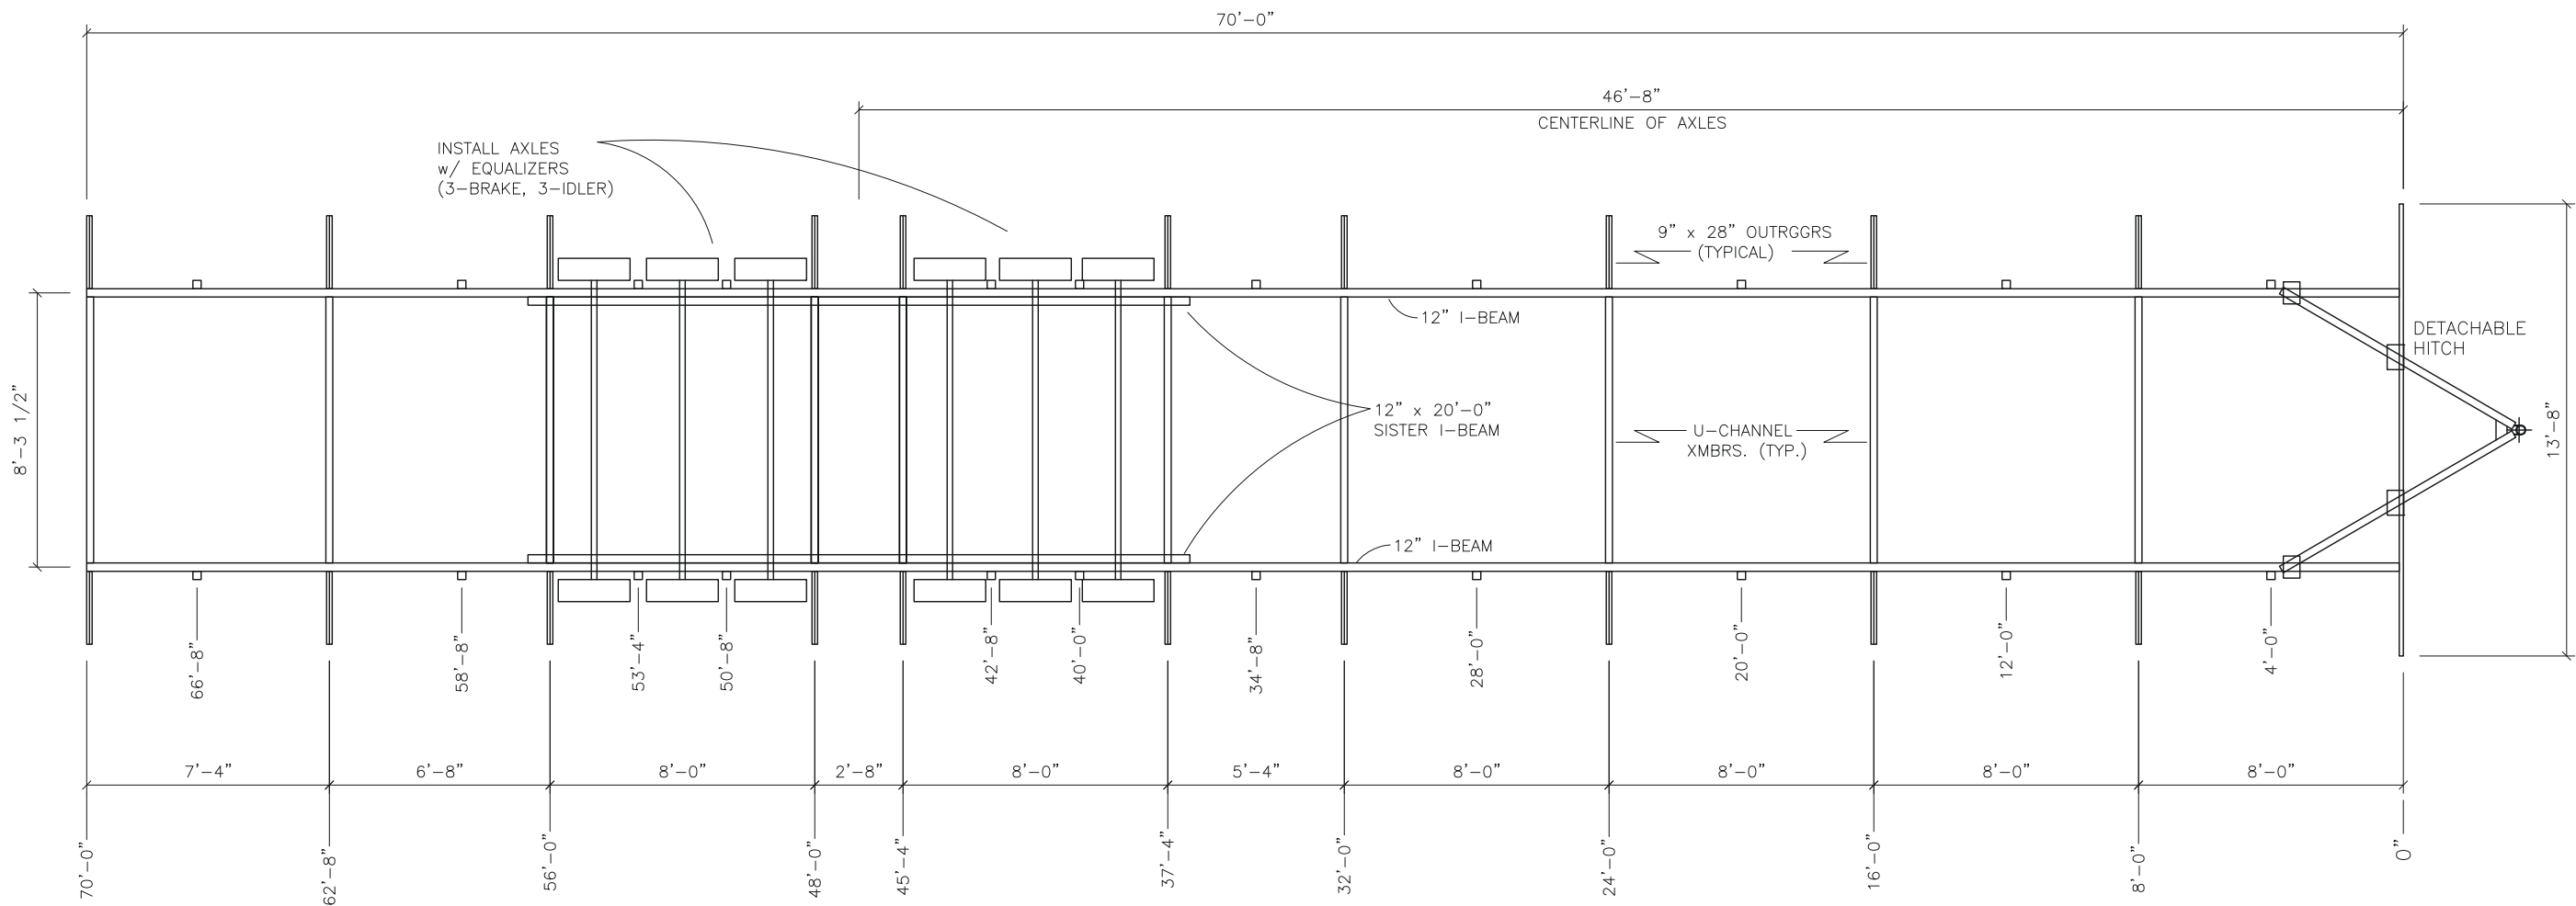 70'-0"
46'-8"
CENTERLINE OF AXLES
INSTALL AXLES
w/ EQUALIZERS
(3-BRAKE, 3-IDLER)
9" x 28" OUTRGGRS
(TYPICAL)
12" I-BEAM
DETACHABLE
HITCH
8'-3 1/2"
12" x 20'-0"
SISTER I-BEAM
U-CHANNEL
XMBRS. (TYP.)
13'-8"
12" I-BEAM
66'-8"
58'-8"
53'-4"
50'-8"
42'-8"
40'-0"
34'-8"
28'-0"
20'-0"
12'-0"
4'-0"
7'-4"
6'-8"
8'-0"
2'-8"
8'-0"
5'-4"
8'-0"
8'-0"
8'-0"
8'-0"
70'-0"
62'-8"
56'-0"
48'-0"
45'-4"
37'-4"
32'-0"
24'-0"
16'-0"
8'-0"
0"